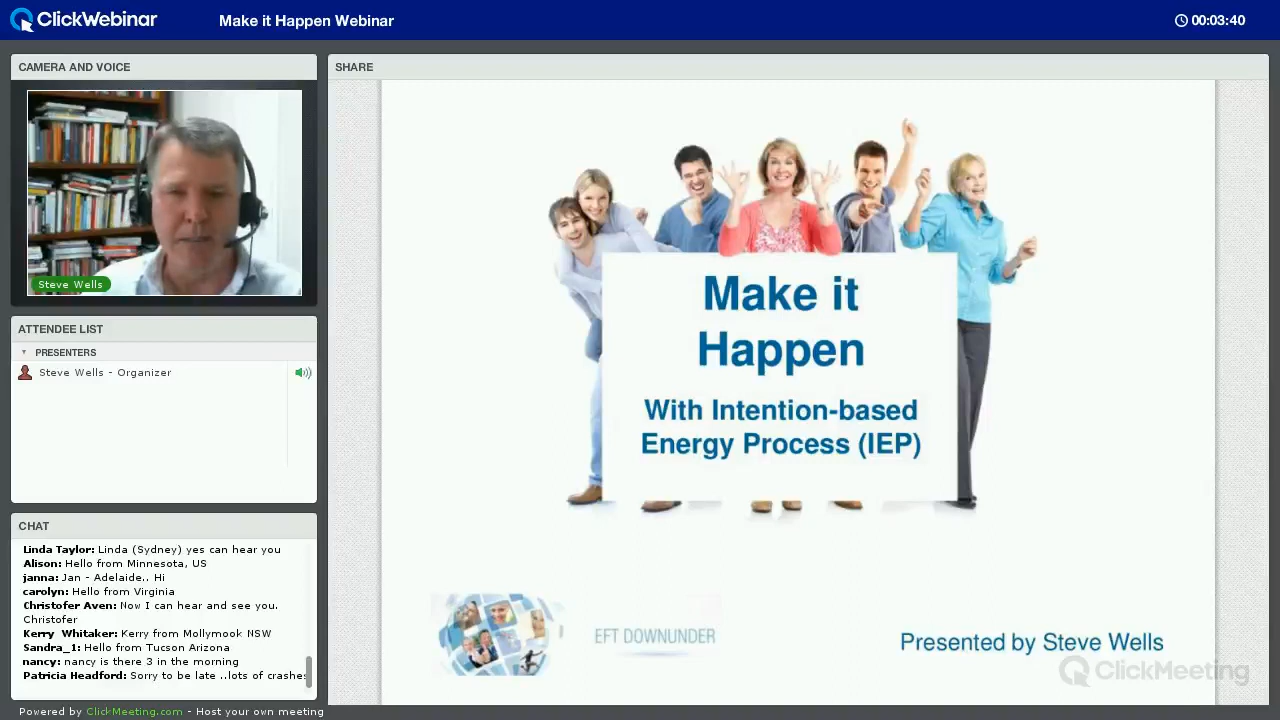 ClickWebinar
Make it Happen Webinar
00:03:40
CAMERA AND VOICE
Steve Wells
ATTENDEE LIST
PRESENTERS
Steve Wells - Organizer
CHAT
Linda Taylor: Linda (Sydney) yes can hear you
Alison: Hello from Minnesota, US
janna: Jan - Adelaide.. Hi
carolyn: Hello from Virginia
Christofer Aven: Now I can hear and see you.
Christofer
Kerry Whitaker: Kerry from Mollymook NSW
Sandra_1: Hello from Tucson Arizona
nancy: nancy is there 3 in the morning
Patricia Headford: Sorry to be late ..lots of crashes
Powered by ClickMeeting.com - Host your own meeting
SHARE
Make it
Happen
With Intention-based
Energy Process (IEP)
EFT DOWNUNDER
Presented by Steve Wells
ClickMeeting